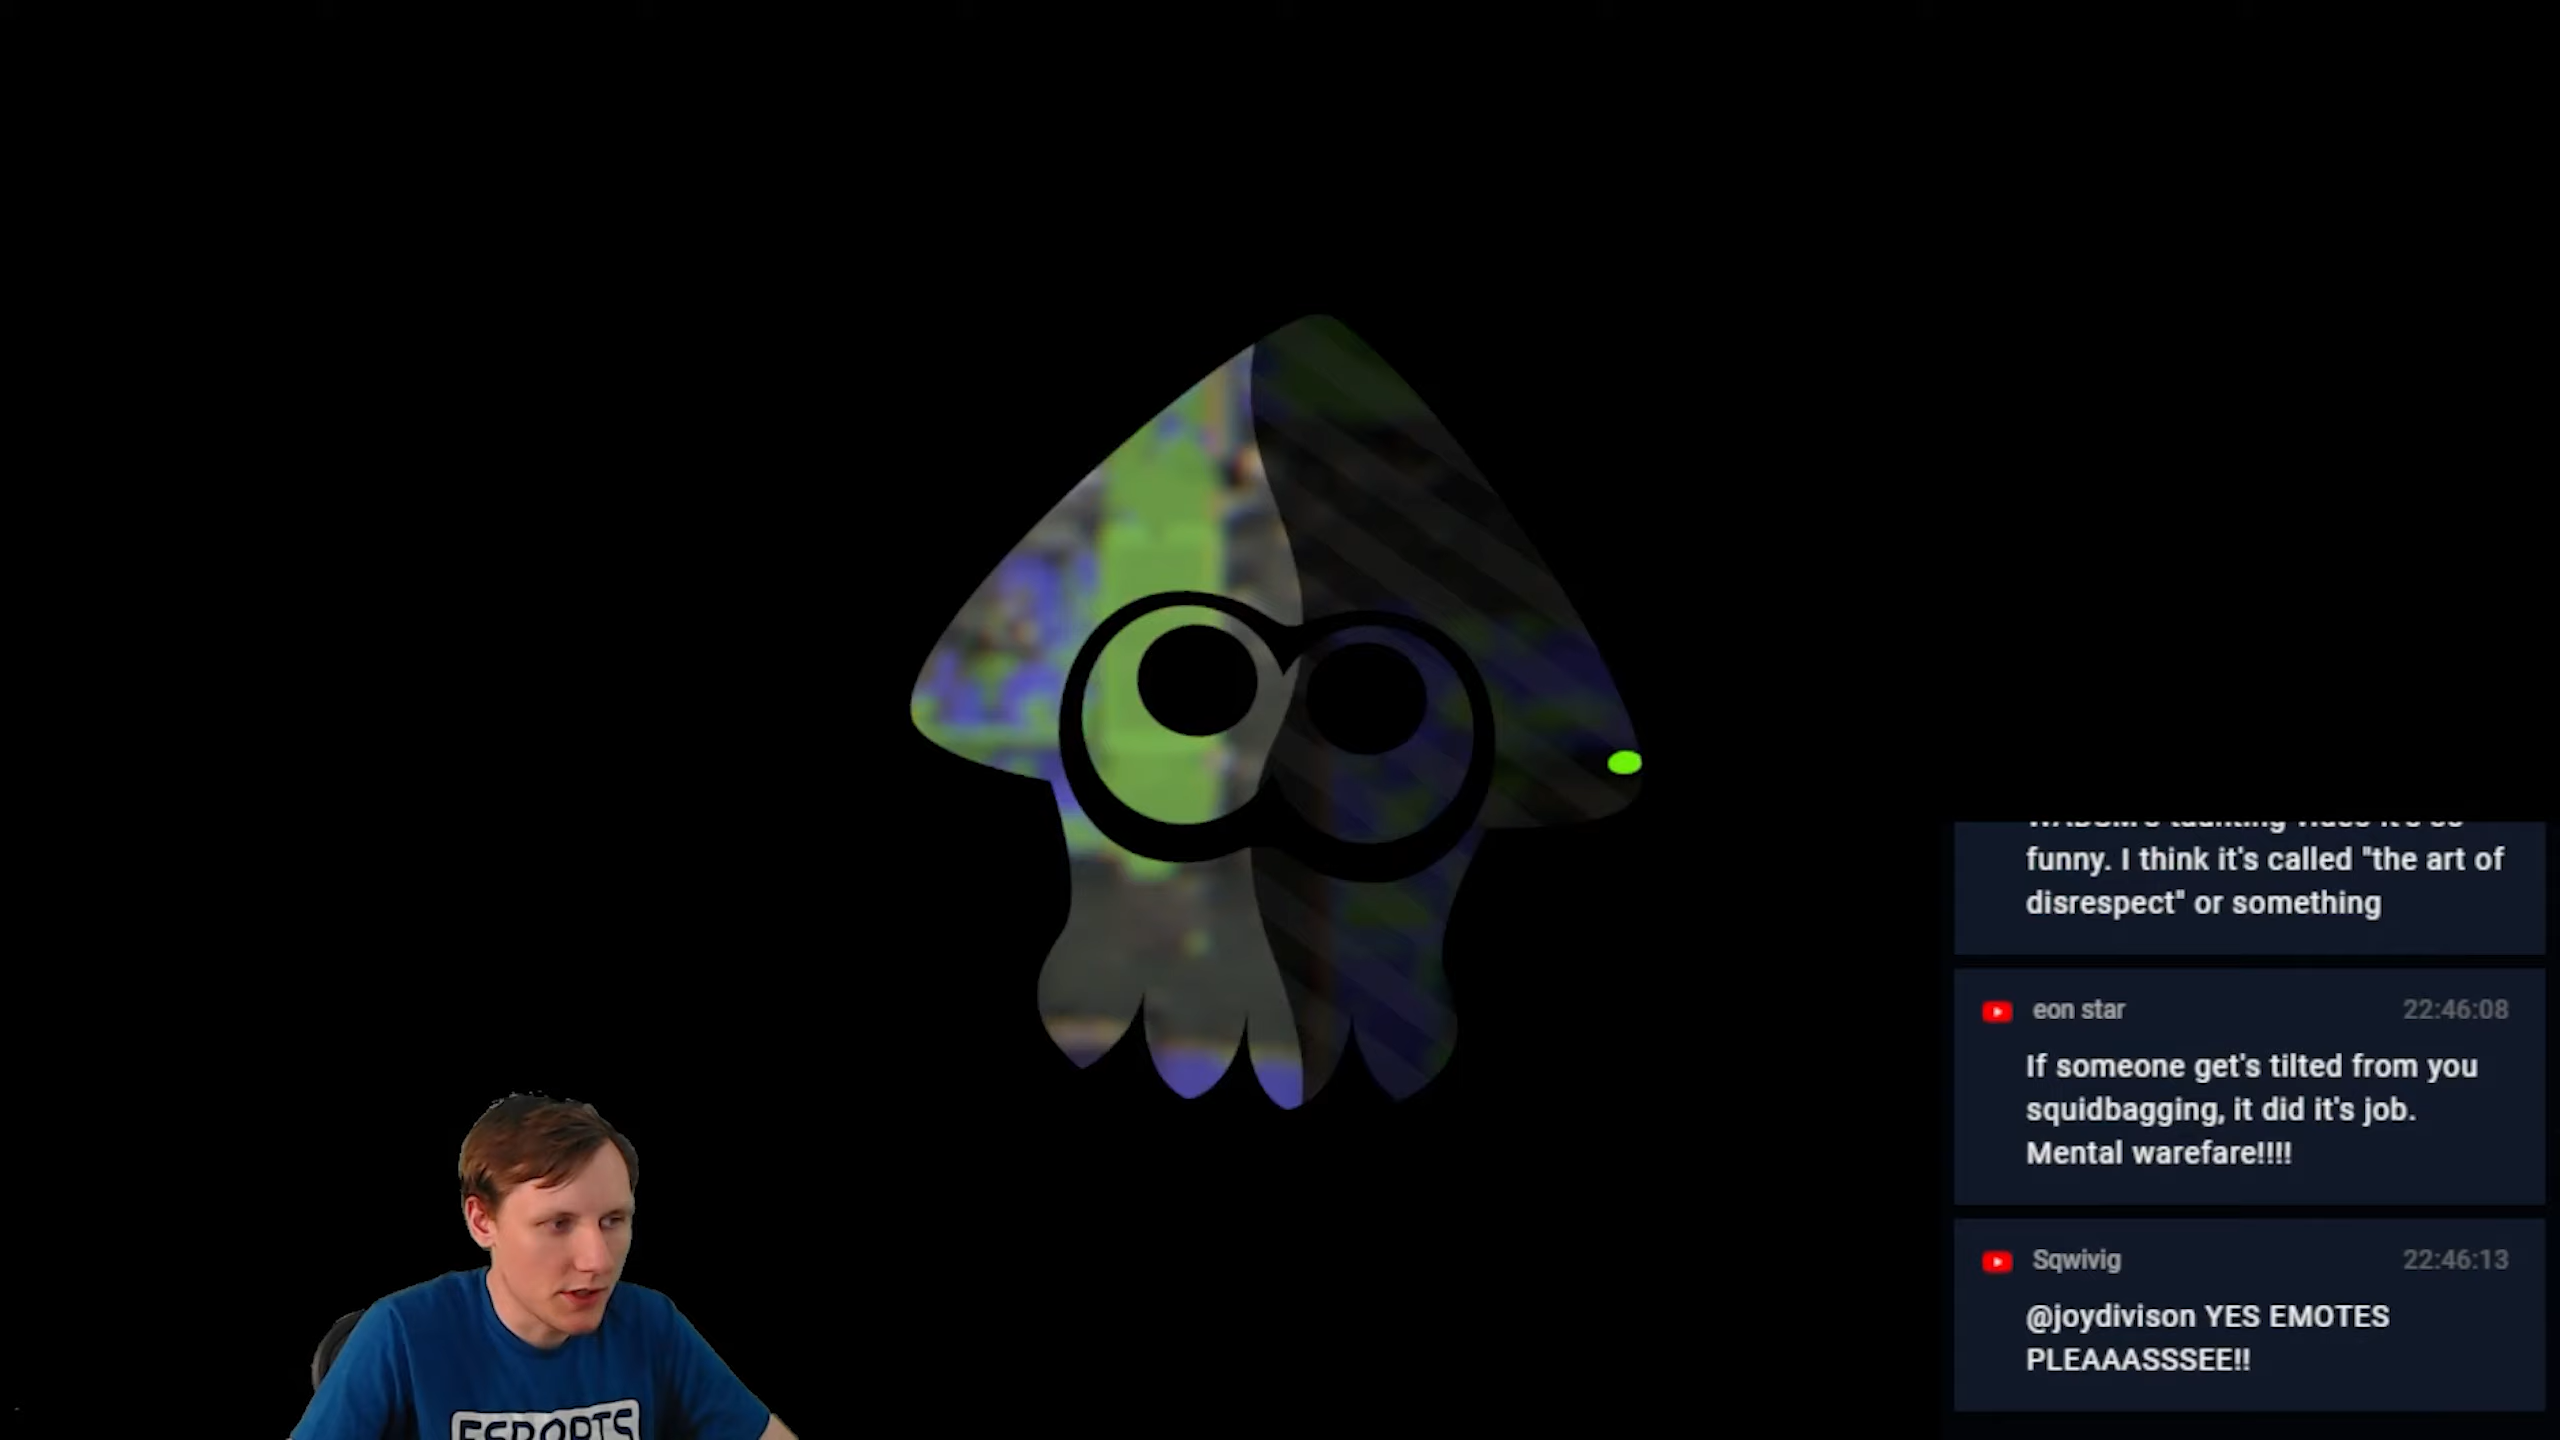 funny. I think it's called "the art of
disrespect" or something
eon star 22:46:08
If someone get's tilted from you
squidbagging, it did it's job.
Mental warefare!!!!
Sqwivig 22:46:13
@joydivison YES EMOTES
PLEAAASSSEE!!
ESPORTS